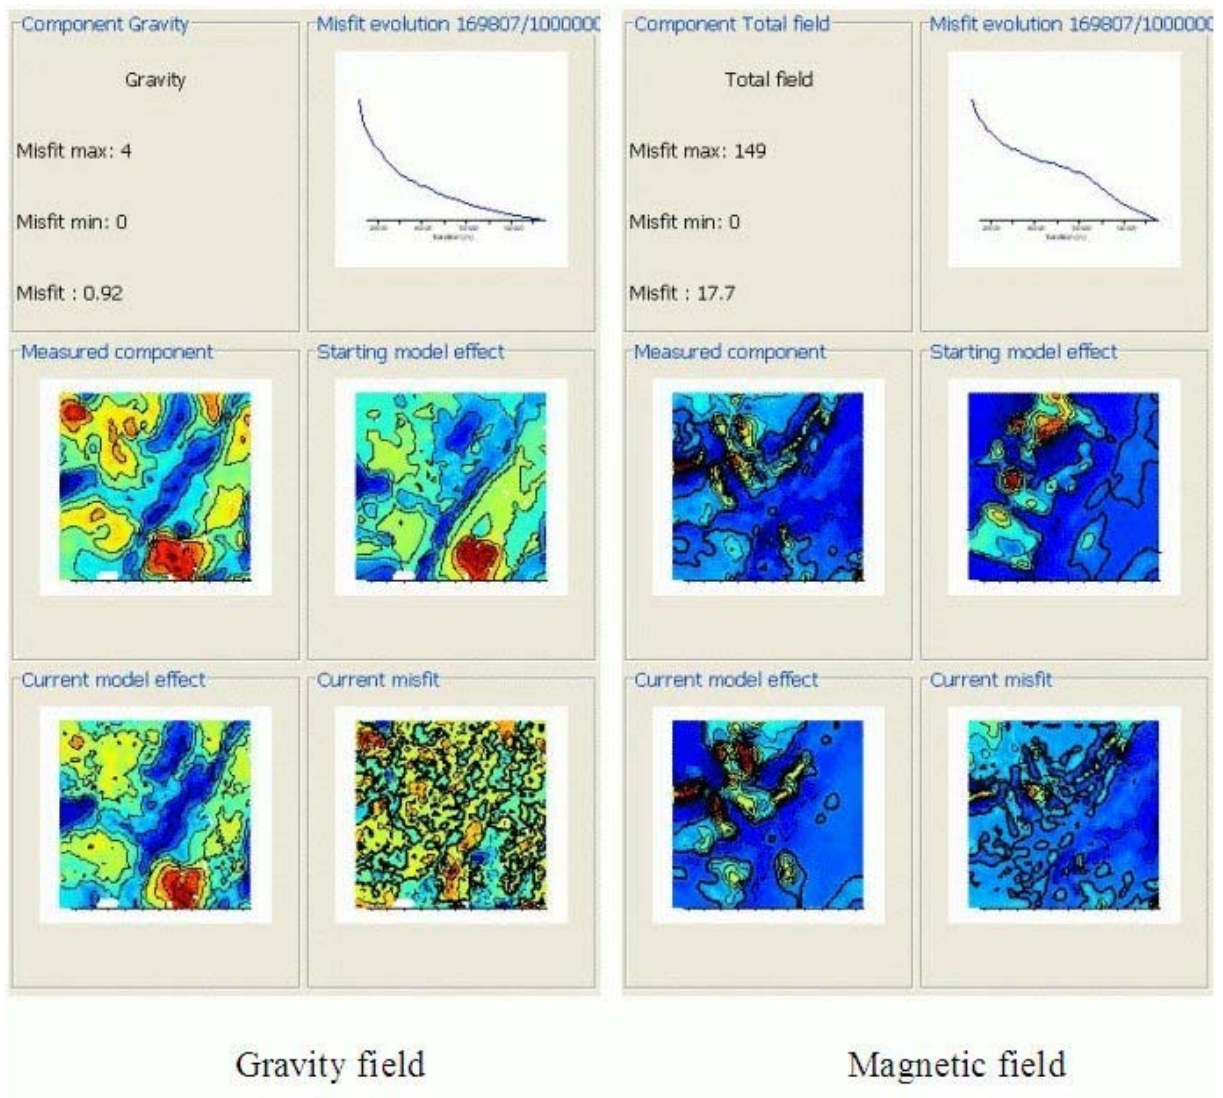 Component Gravity
Gravity
Misfit max: 4
Misfit min: 0
Misfit : 0.92
Misfit evolution 169807/1000000
Measured component
Starting model effect
Current model effect
Current misfit
Component Total field
Total field
Misfit max: 149
Misfit min: 0
Misfit : 17.7
Misfit evolution 169807/1000000
Measured component
Starting model effect
Current model effect
Current misfit
Gravity field
Magnetic field